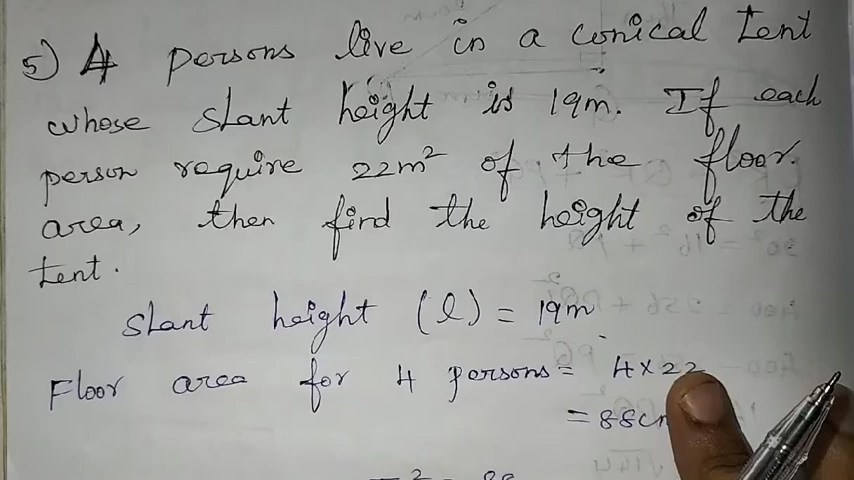 5) 4 persons live in a conical tent
whose slant height is 19m. If each
person require 22m² of the floor.
area, then find the height of the
tent.
slant height (l) = 19m
Floor area for 4 persons = 4×22
= 88c